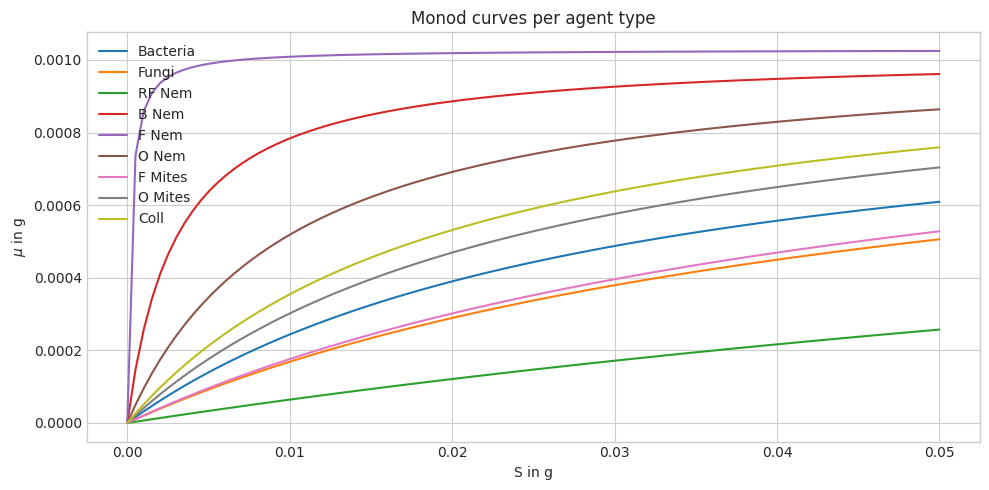 Monod curves per agent type
Bacteria
Fungi
RF Nem
B Nem
F Nem
O Nem
F Mites
O Mites
Coll
0.0010
0.0008
0.0006
0.0004
0.0002
0.0000
μ in g
0.00 0.01 0.02 0.03 0.04 0.05
S in g